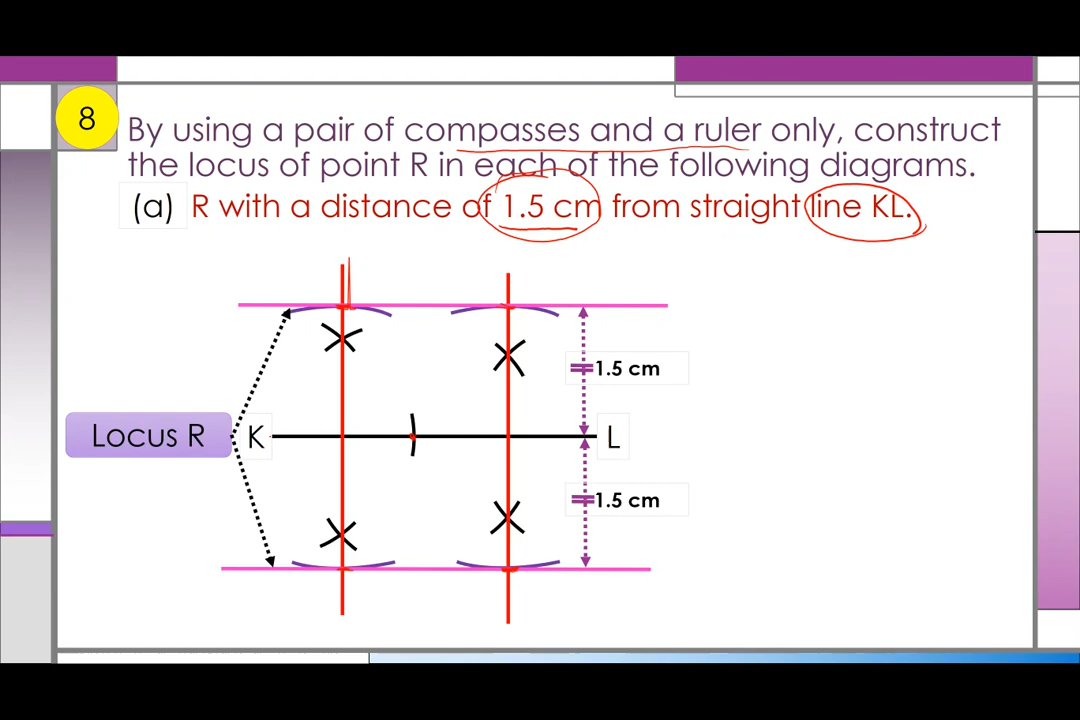 8
By using a pair of compasses and a ruler only, construct
the locus of point R in each of the following diagrams.
(a) R with a distance of 1.5 cm from straight line KL.
1.5 cm
Locus R
K
L
1.5 cm